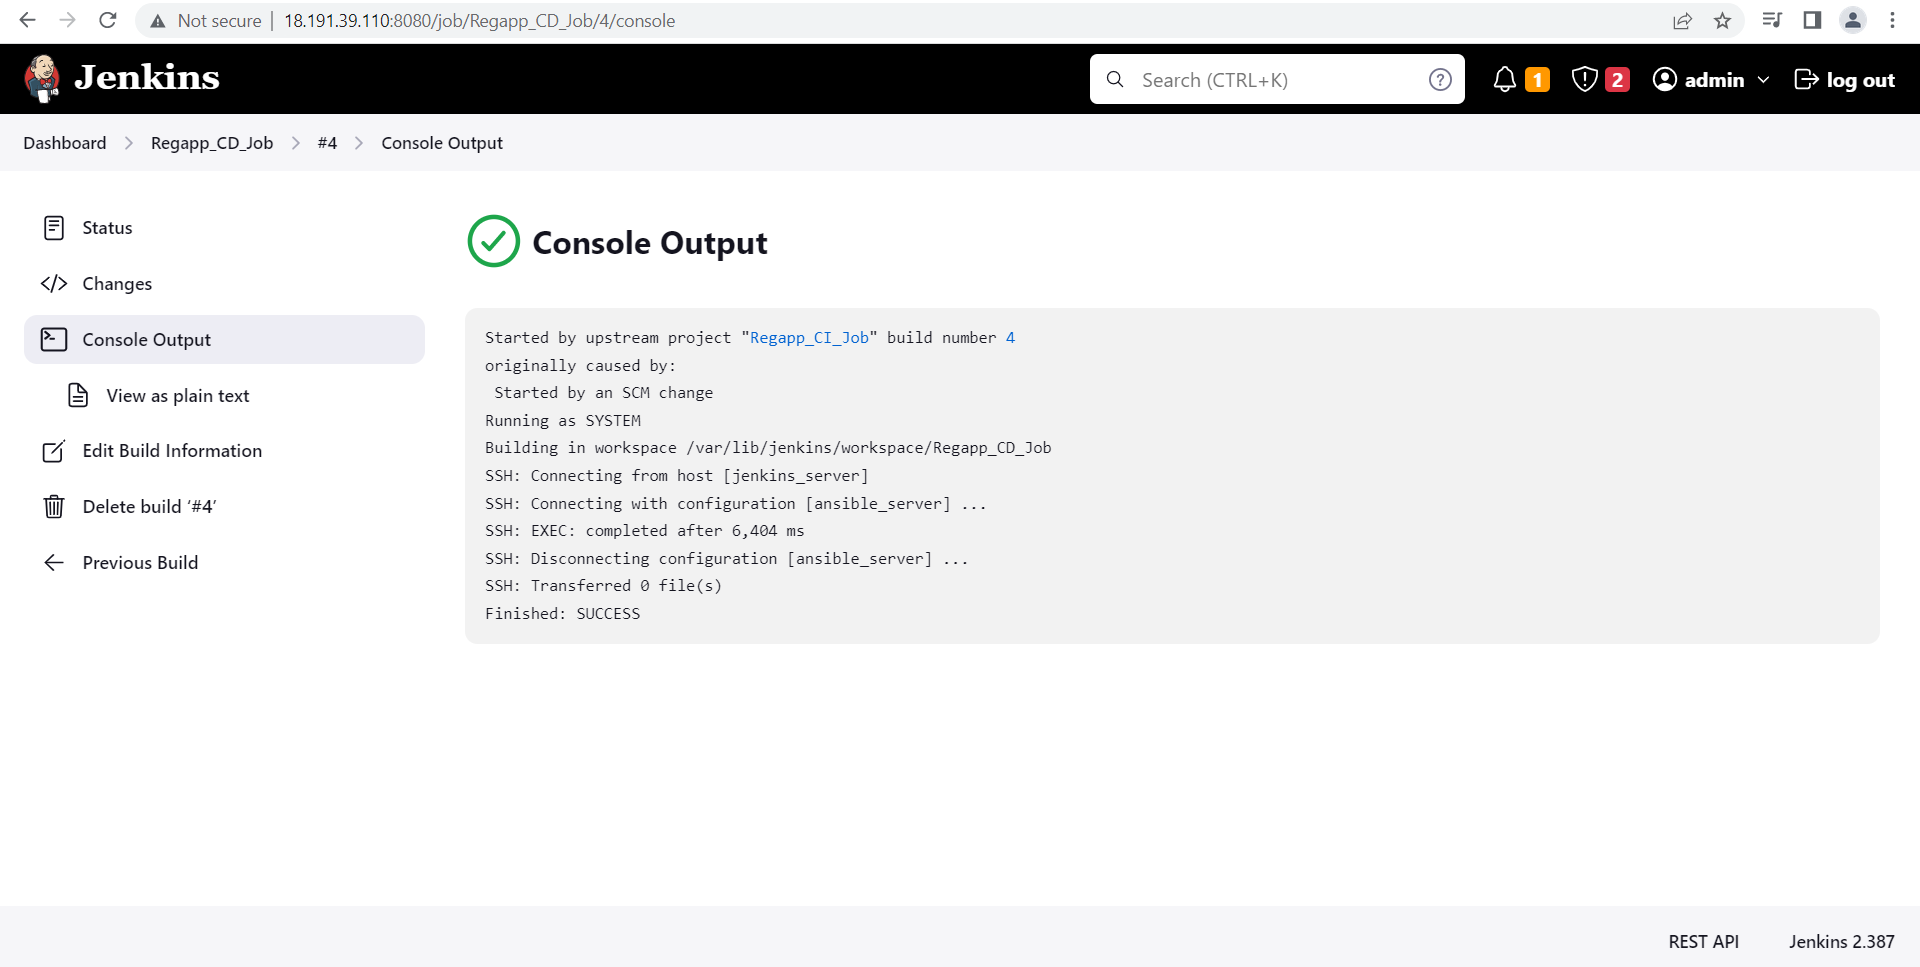 Not secure | 18.191.39.110:8080/job/Regapp_CD_Job/4/console
Jenkins
Search (CTRL+K)
?
1
2
admin
log out
Dashboard > Regapp_CD_Job > #4 > Console Output
Status
Changes
Console Output
View as plain text
Edit Build Information
Delete build ‘#4’
Previous Build
Console Output
Started by upstream project "Regapp_CI_Job" build number 4
originally caused by:
Started by an SCM change
Running as SYSTEM
Building in workspace /var/lib/jenkins/workspace/Regapp_CD_Job
SSH: Connecting from host [jenkins_server]
SSH: Connecting with configuration [ansible_server] ...
SSH: EXEC: completed after 6,404 ms
SSH: Disconnecting configuration [ansible_server] ...
SSH: Transferred 0 file(s)
Finished: SUCCESS
REST API
Jenkins 2.387